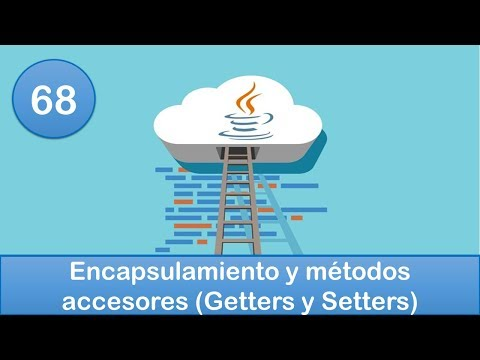 68
Encapsulamiento y métodos
accesores (Getters y Setters)